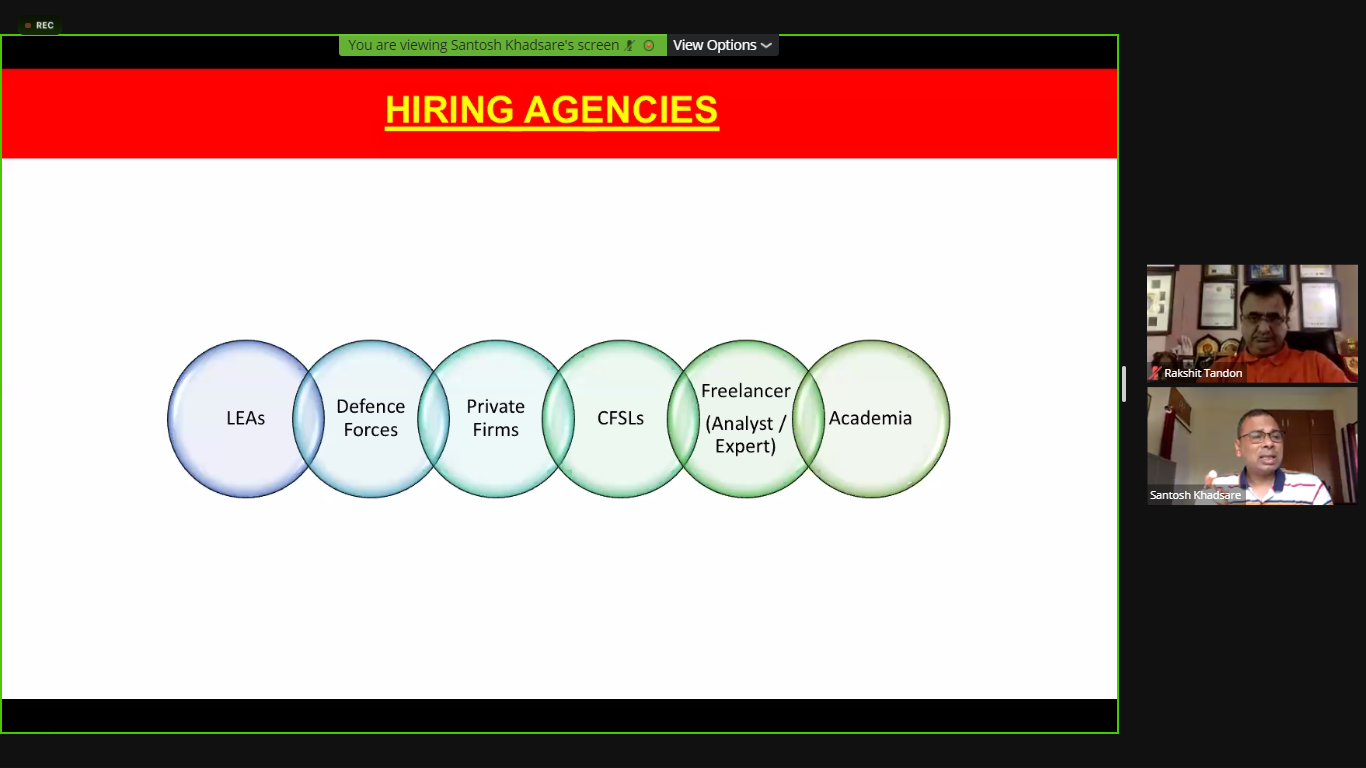 REC
You are viewing Santosh Khadsare's screen
View Options
HIRING AGENCIES
LEAs
Defence
Forces
Private
Firms
CFSLs
Freelancer
(Analyst /
Expert)
Academia
Rakshit Tandon
Santosh Khadsare